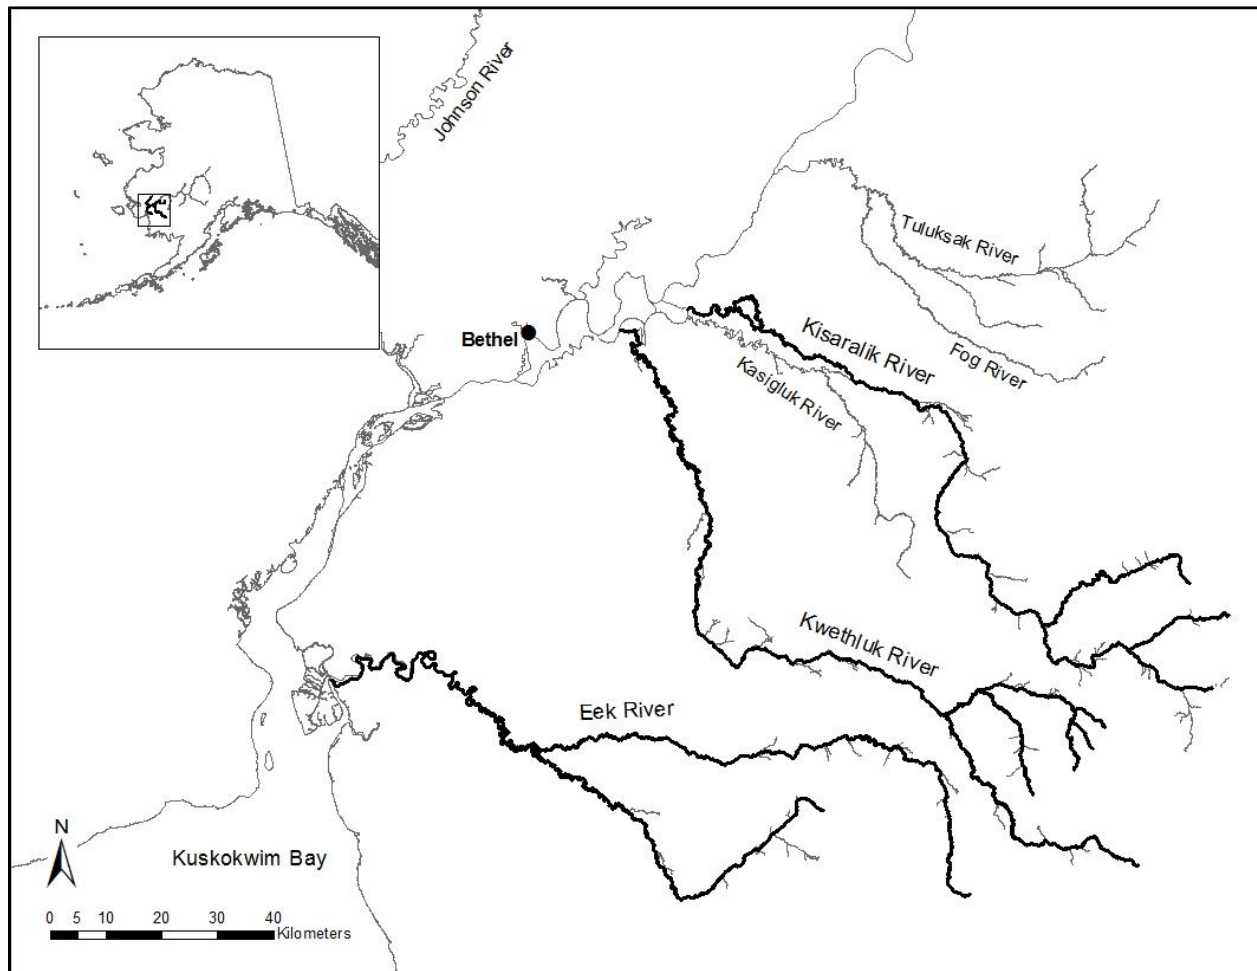 Johnson River
Tuluksak River
Fog River
Kisaralik River
Kasigluk River
Bethel
Kwethluk River
Eek River
N
Kuskokwim Bay
0 5 10 20 30 40
Kilometers